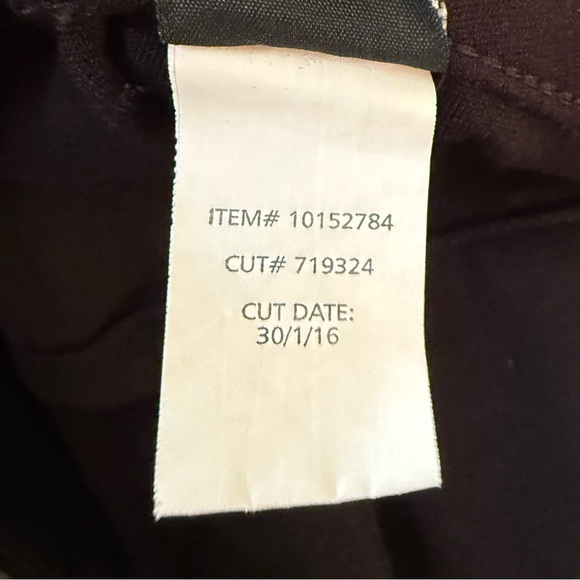 ITEM# 10152784
CUT# 719324
CUT DATE:
30/1/16